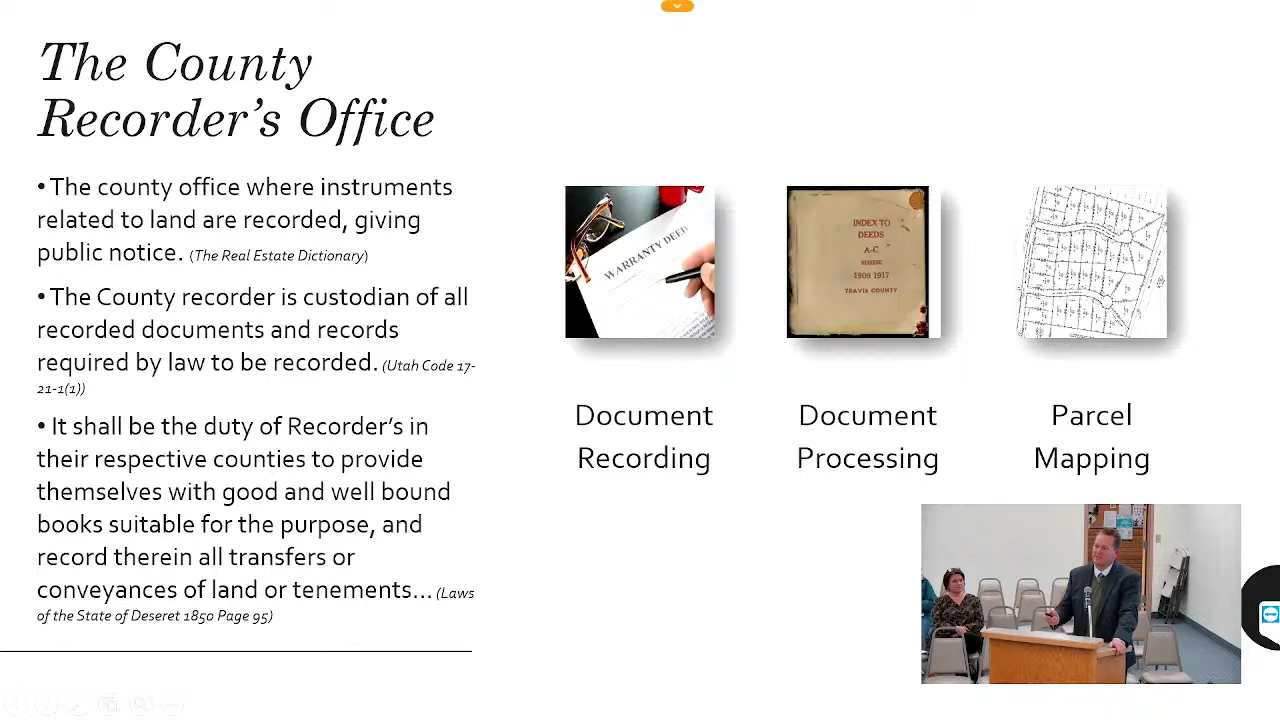 The County
Recorder's Office
• The county office where instruments
related to land are recorded, giving
public notice. (The Real Estate Dictionary)
• The County recorder is custodian of all
recorded documents and records
required by law to be recorded. (Utah Code 17-
21-1(1))
• It shall be the duty of Recorder's in
their respective counties to provide
themselves with good and well bound
books suitable for the purpose, and
record therein all transfers or
conveyances of land or tenements... (Laws
of the State of Deseret 1850 Page 95)
WARRANTY DEED
INDEX TO
DEEDS
A-C
REVERSE
1909 1917
TRAVIS COUNTY
Document
Recording
Document
Processing
Parcel
Mapping